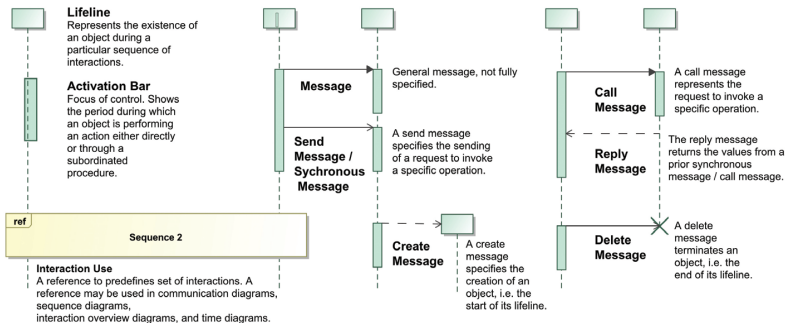 Lifeline
Represents the existence of
an object during a
particular sequence of
interactions.
Activation Bar
Focus of control. Shows
the period during which
an object is performing
an action either directly
or through a
subordinated
procedure.
ref
Sequence 2
Interaction Use
A reference to predefines set of interactions. A
reference may be used in communication diagrams,
sequence diagrams,
interaction overview diagrams, and time diagrams.
Message
General message, not fully
specified.
Send
Message /
Sychronous
Message
A send message
specifies the sending
of a request to invoke
a specific operation.
Create
Message
A create
message
specifies the
creation of an
object, i.e. the
start of its lifeline.
Call
Message
A call message
represents the
request to invoke a
specific operation.
Reply
Message
The reply message
returns the values from a
prior synchronous
message / call message.
Delete
Message
A delete
message
terminates an
object, i.e. the
end of its lifeline.